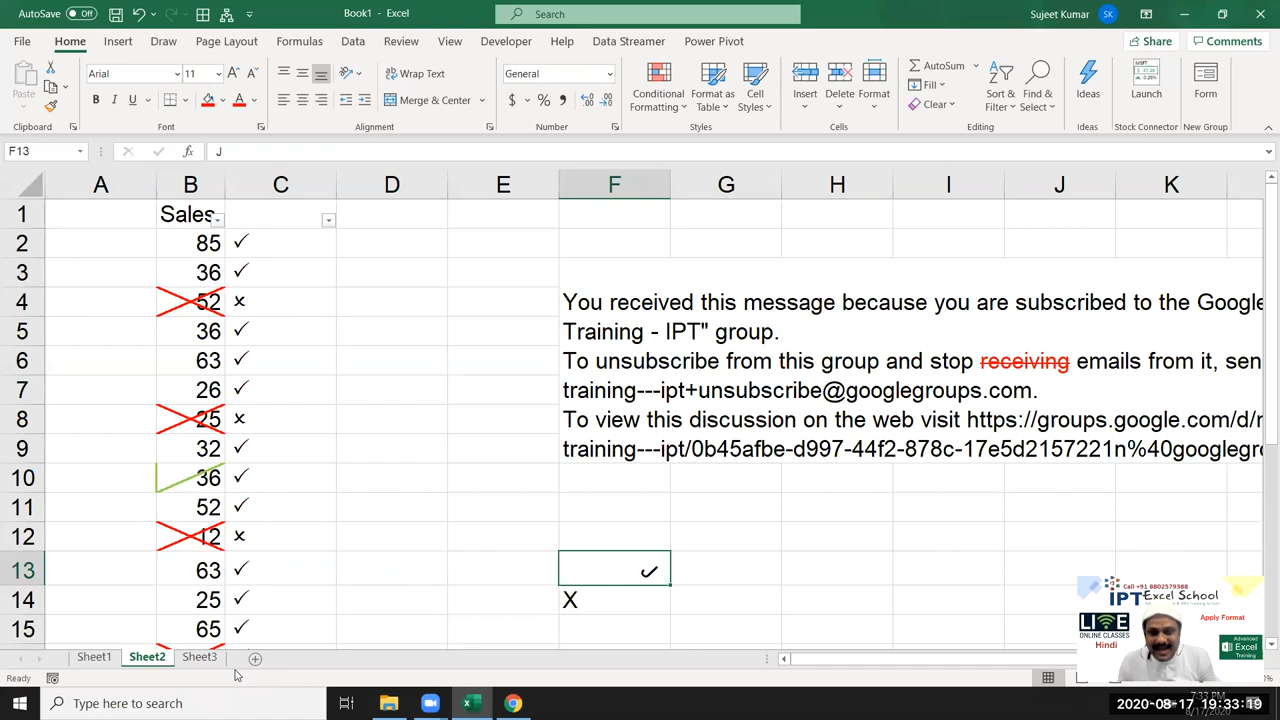 AutoSave Off Book1 - Excel Search Sujeet Kumar SK
File Home Insert Draw Page Layout Formulas Data Review View Developer Help Data Streamer Power Pivot Share Comments
Paste Arial 11 Wrap Text General Conditional Formatting Format as Table Cell Styles Insert Delete Format AutoSum Fill Clear Sort & Filter Find & Select Ideas Launch Form
B I U Merge & Center $ %
Clipboard Font Alignment Number Styles Cells Editing Ideas Stock Connector New Group
F13 fx J
A B C D E F G H I J K
1 Sales
2 85 ✓
3 36 ✓
4 52 × You received this message because you are subscribed to the Google
5 36 ✓ Training - IPT" group.
6 63 ✓ To unsubscribe from this group and stop receiving emails from it, sen
7 26 ✓ training---ipt+unsubscribe@googlegroups.com.
8 25 × To view this discussion on the web visit https://groups.google.com/d/
9 32 ✓ training---ipt/0b45afbe-d997-44f2-878c-17e5d2157221n%40googlegr
10 36 ✓
11 52 ✓
12 12 ×
13 63 ✓ ✓
14 25 ✓ X
15 65 ✓
Call +91 8802579388
IPT Excel School
Apply Format
LIVE
ONLINE CLASSES
Hindi
Advanced
Excel
Training
Sheet1 Sheet2 Sheet3
Ready
Type here to search
7:33 PM
8/17/2020
2020-08-17 19:33:19